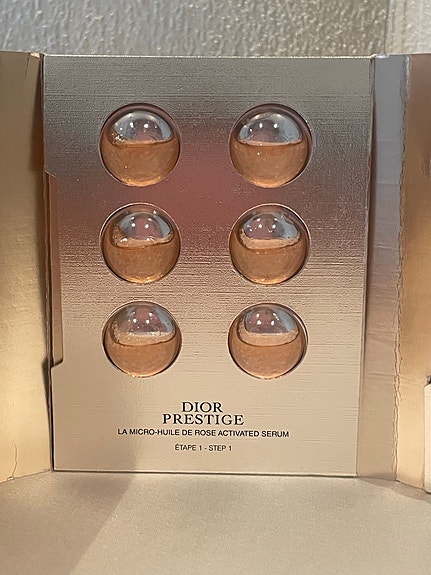 DIOR
PRESTIGE
LA MICRO-HUILE DE ROSE ACTIVATED SERUM
ÉTAPE 1 - STEP 1